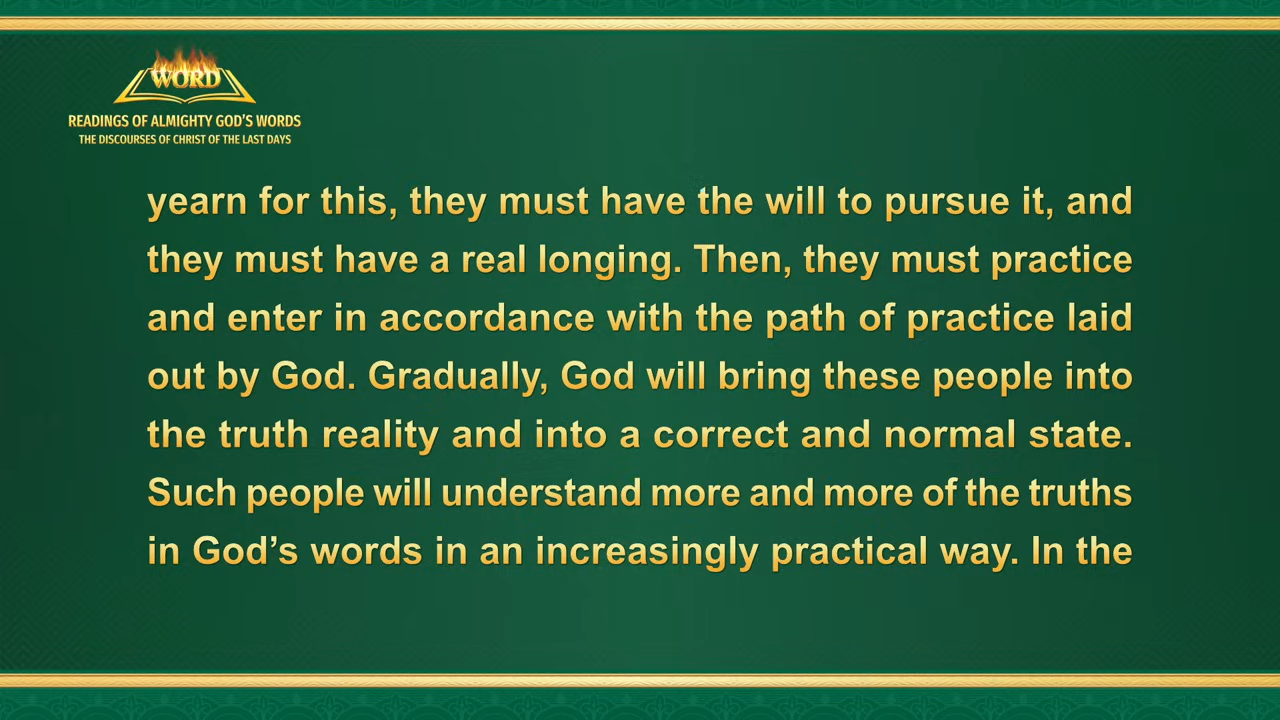 WORD
READINGS OF ALMIGHTY GOD'S WORDS
THE DISCOURSES OF CHRIST OF THE LAST DAYS
yearn for this, they must have the will to pursue it, and
they must have a real longing. Then, they must practice
and enter in accordance with the path of practice laid
out by God. Gradually, God will bring these people into
the truth reality and into a correct and normal state.
Such people will understand more and more of the truths
in God’s words in an increasingly practical way. In the